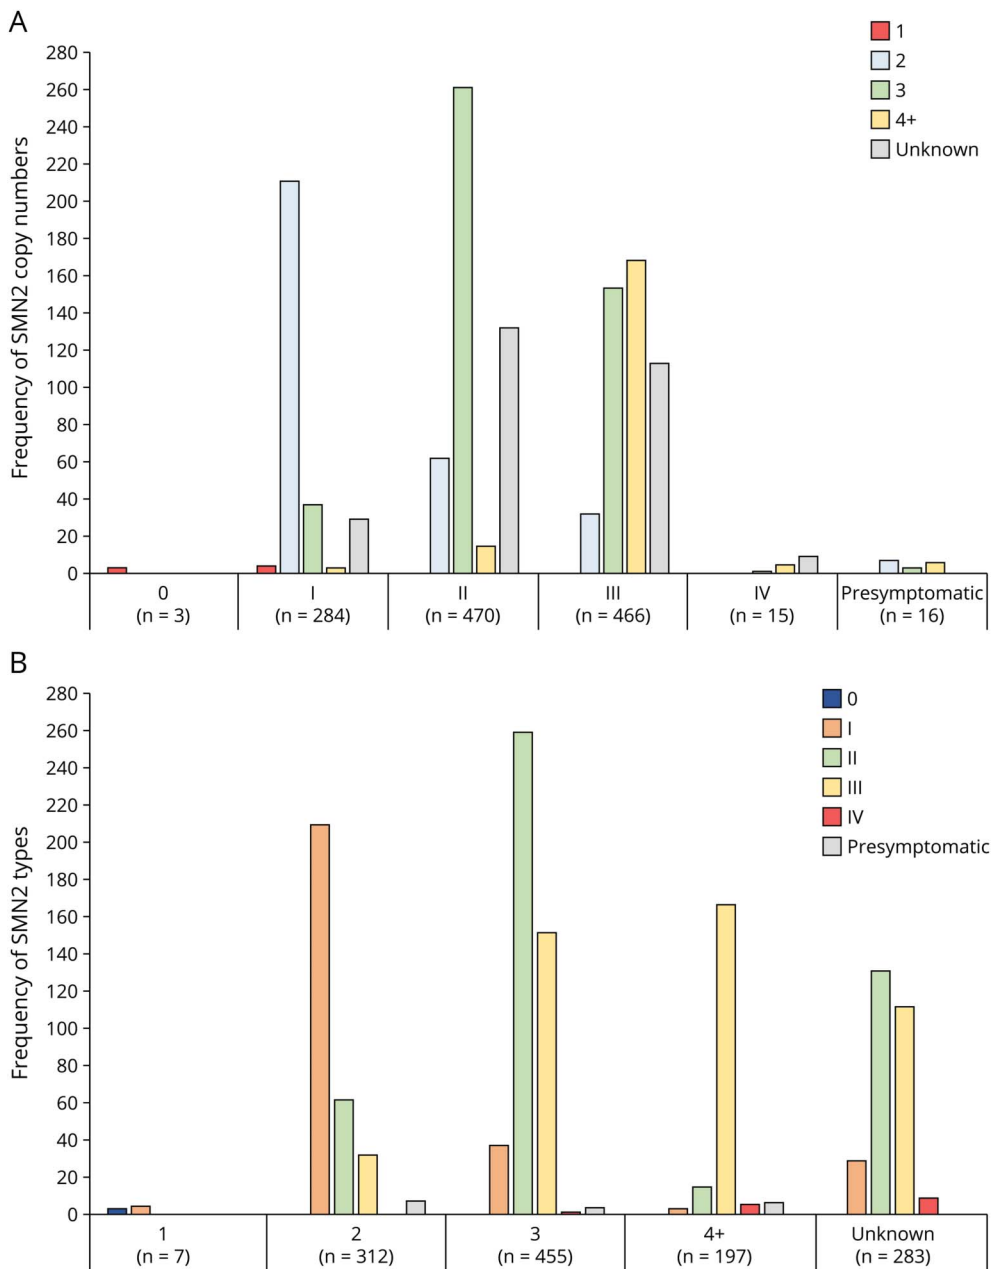 A
1
2
3
4+
Unknown
Frequency of SMN2 copy numbers
280
260
240
220
200
180
160
140
120
100
80
60
40
20
0
0 I II III IV Presymptomatic
(n = 3) (n = 284) (n = 470) (n = 466) (n = 15) (n = 16)
B
0
I
II
III
IV
Presymptomatic
Frequency of SMN2 types
280
260
240
220
200
180
160
140
120
100
80
60
40
20
0
1 2 3 4+ Unknown
(n = 7) (n = 312) (n = 455) (n = 197) (n = 283)